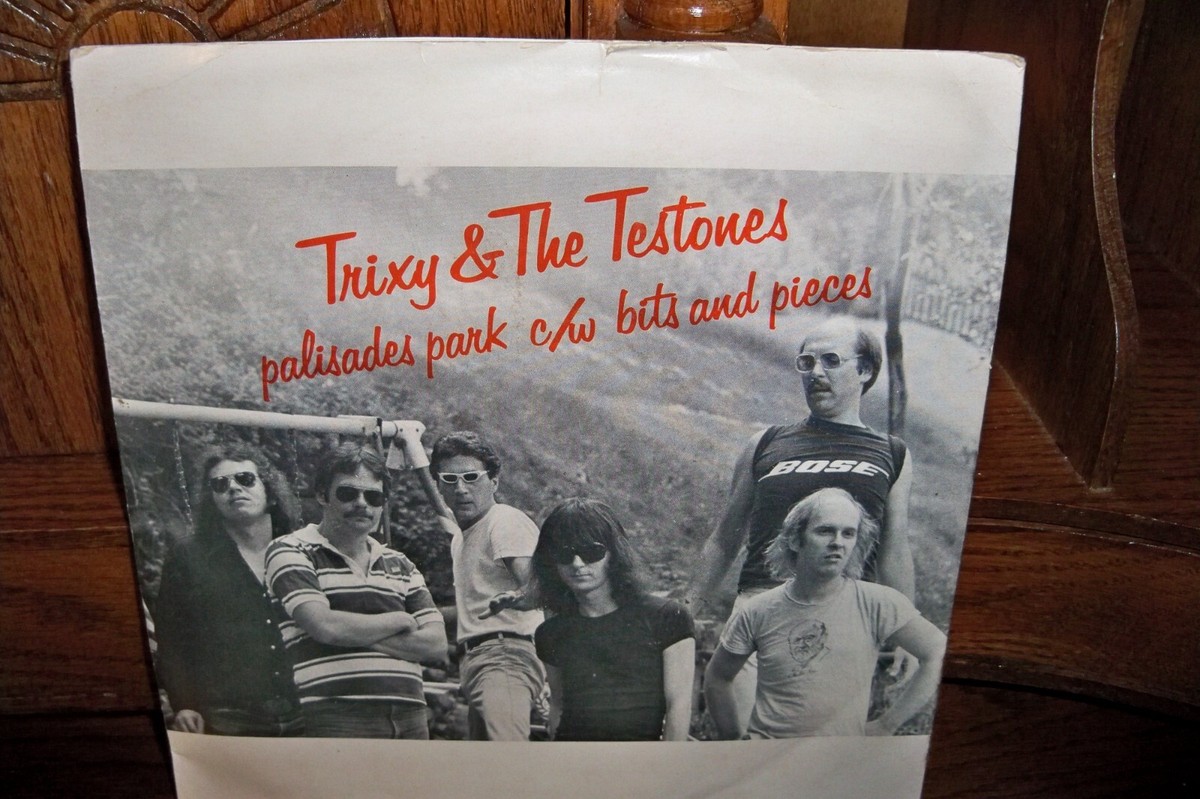 Trixy & The Testones
palisades park c/w bits and pieces
BOSE